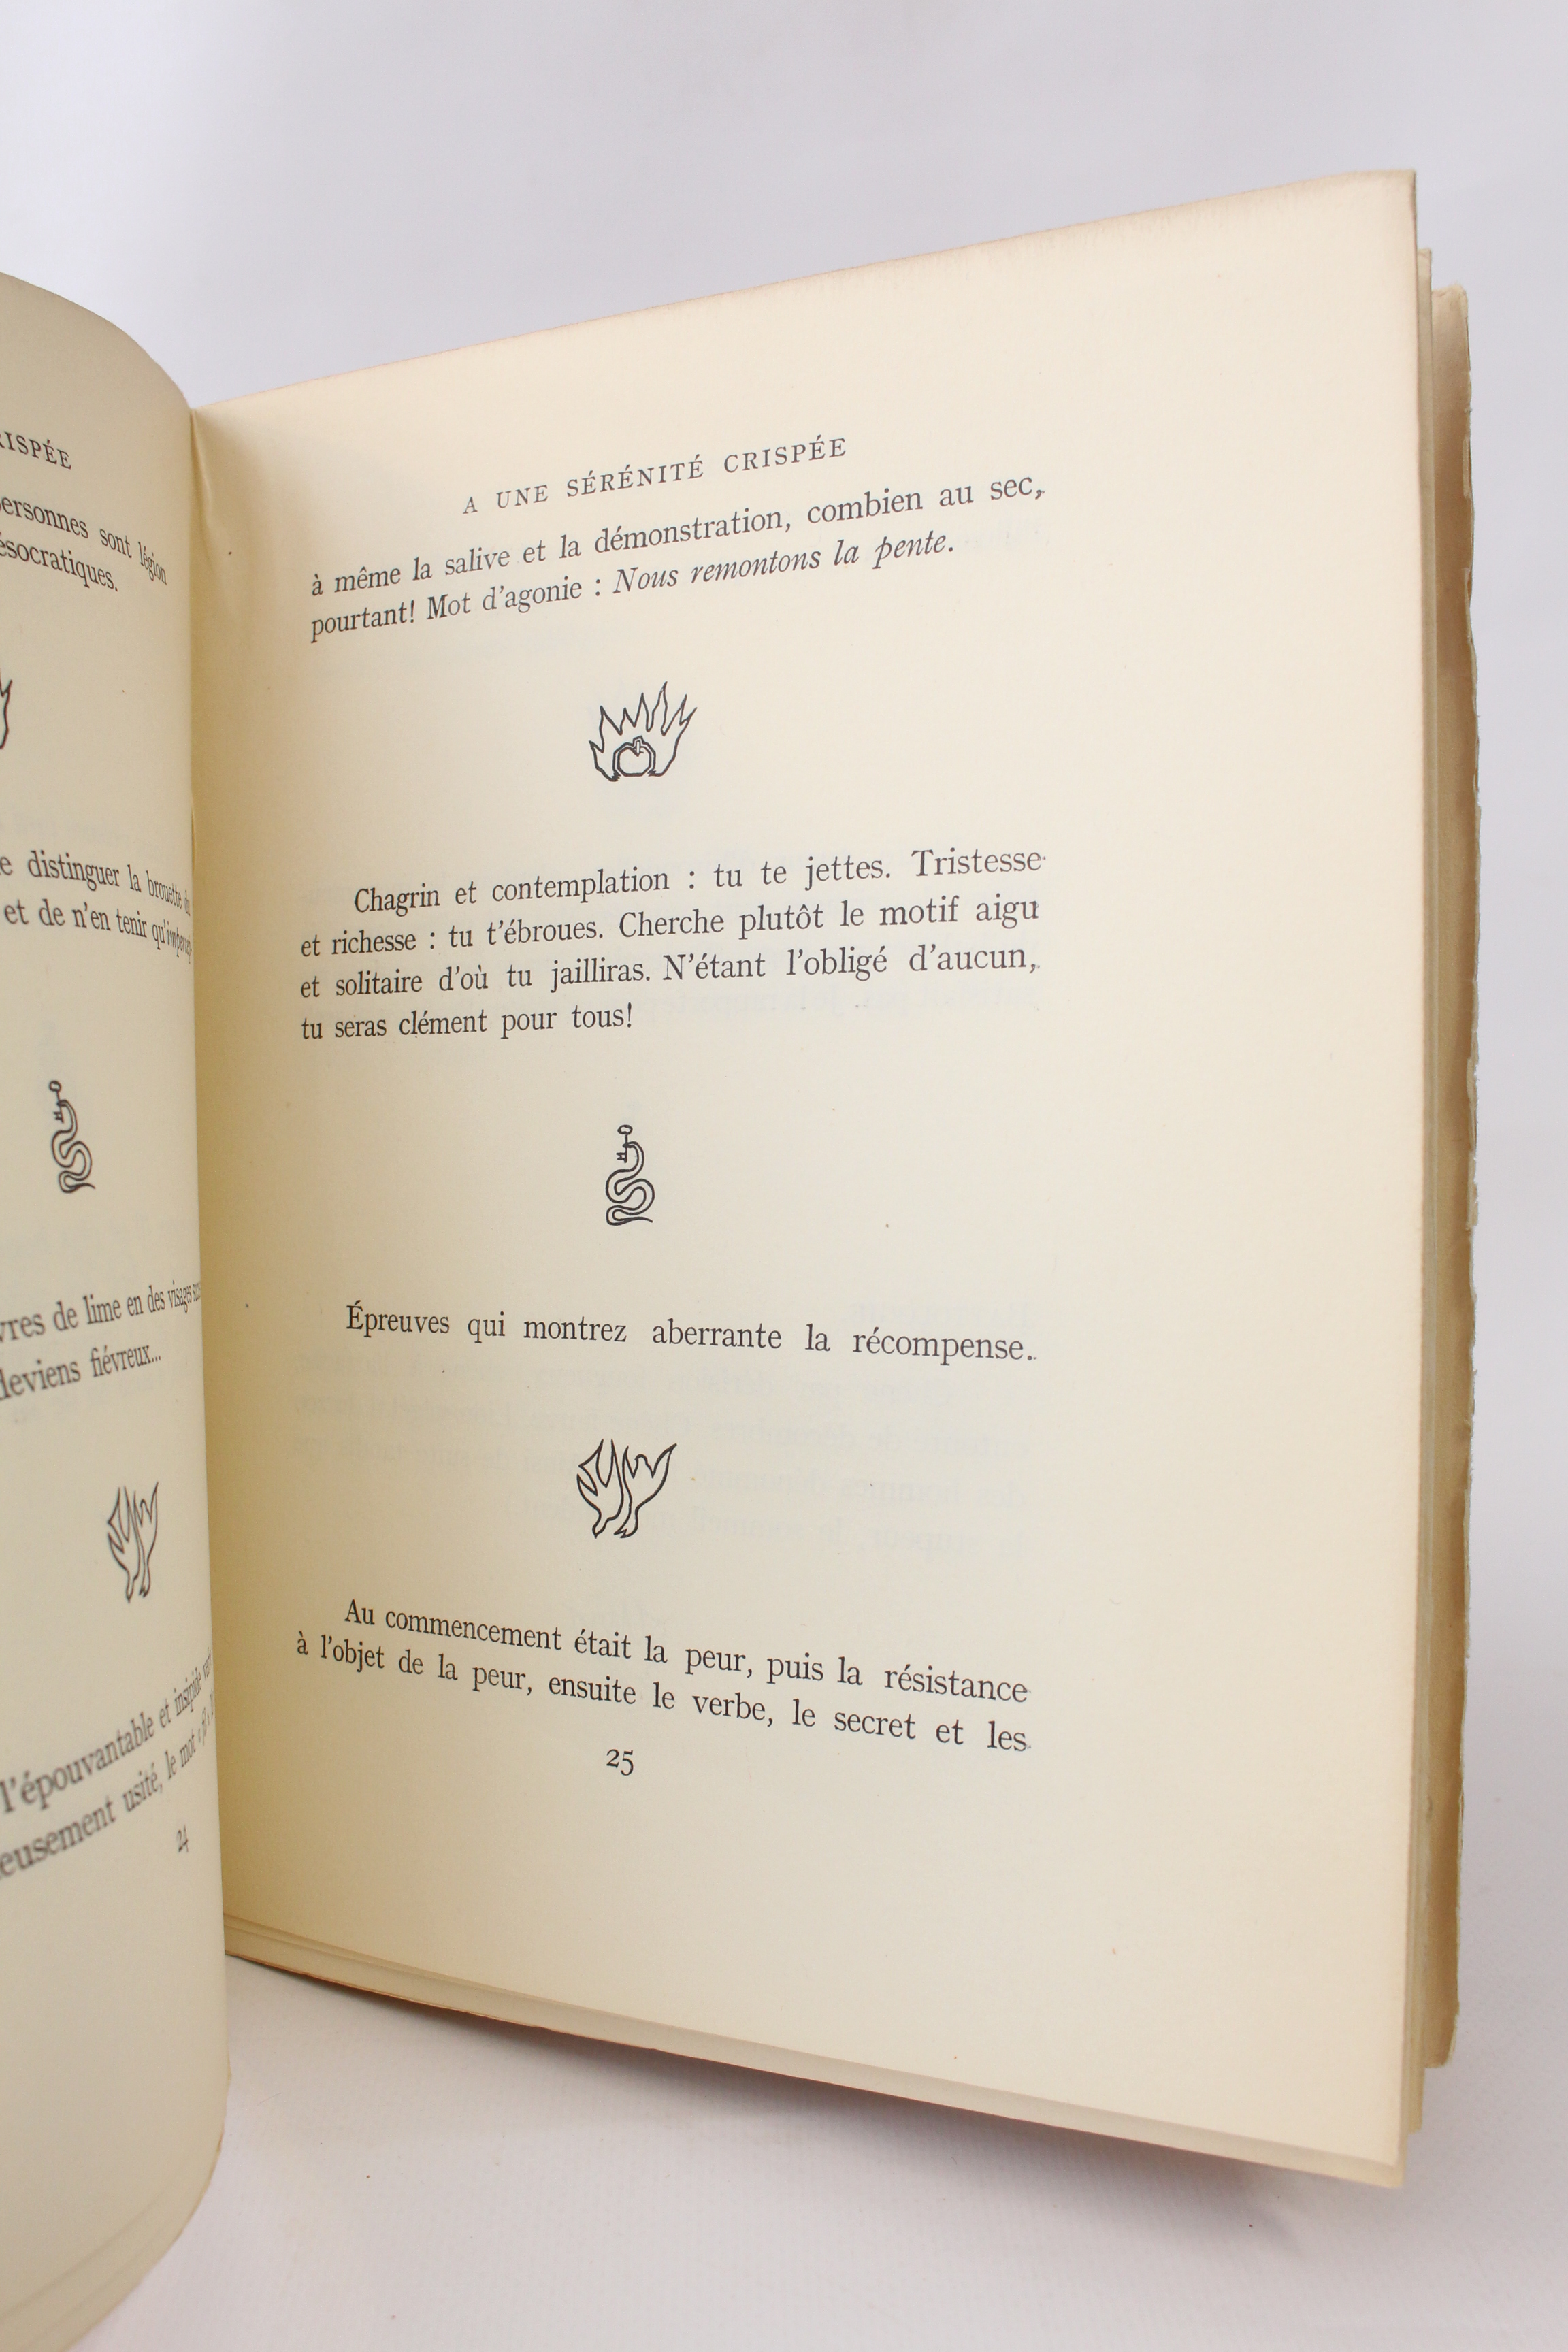 RISPÉE
personnes sont légion
ésocratiques.
e distinguer la brouette du
et de n'en tenir
vres de lime en des visages
deviens fiévreux...
l'épouvantable et insipide
eusement usité, le mot
24
A UNE SÉRÉNITÉ CRISPÉE
à même la salive et la démonstration, combien au sec,
pourtant! Mot d'agonie : Nous remontons la pente.
Chagrin et contemplation : tu te jettes. Tristesse
et richesse : tu t'ébroues. Cherche plutôt le motif aigu
et solitaire d'où tu jailliras. N'étant l'obligé d'aucun,
tu seras clément pour tous!
Épreuves qui montrez aberrante la récompense.
Au commencement était la peur, puis la résistance
à l'objet de la peur, ensuite le verbe, le secret et les
25